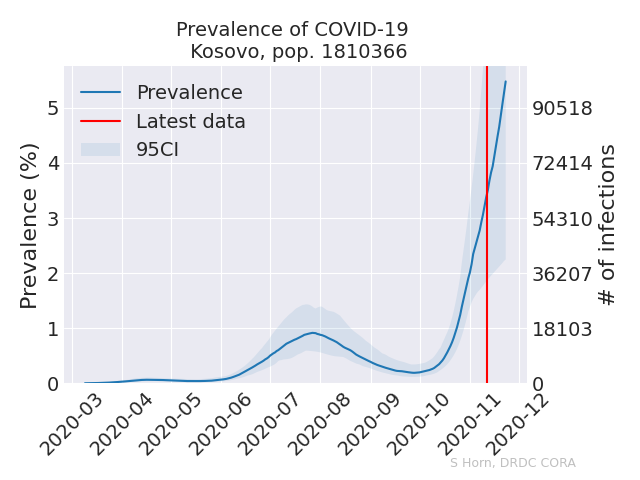 Prevalence of COVID-19
Kosovo, pop. 1810366
Prevalence
Latest data
95CI
Prevalence (%)
5
4
3
2
1
0
90518
72414
54310
36207
18103
0
# of infections
2020-03
2020-04
2020-05
2020-06
2020-07
2020-08
2020-09
2020-10
2020-11
2020-12
S Horn, DRDC CORA